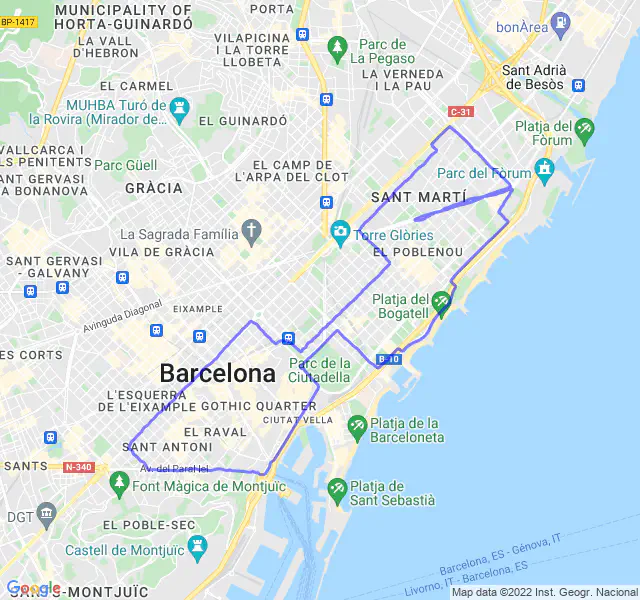 BP-1417
MUNICIPALITY OF
HORTA-GUINARDÓ
PORTA
LA VALL
D'HEBRON
VILAPICINA
I LA TORRE
LLOBETA
Parc de
La Pegaso
bonÀrea
LA VERNEDA
I LA PAU
Sant Adrià
de Besòs
EL CARMEL
MUHBA Turó de
la Rovira (Mirador de...
EL GUINARDÓ
C-31
Platja del
Fòrum
VALLCARCA I
LS PENITENTS
Parc Güell
SANT GERVASI
A BONANOVA
GRÀCIA
EL CAMP DE
L'ARPA DEL CLOT
Parc del Fòrum
SANT MARTÍ
La Sagrada Família
Torre Glòries
VILA DE GRÀCIA
EL POBLENOU
SANT GERVASI
- GALVANY
Avinguda Diagonal
EIXAMPLE
Platja del
Bogatell
ES CORTS
B-10
Parc de la
Ciutadella
Barcelona
L'ESQUERRA
DE L'EIXAMPLE
GOTHIC QUARTER
CIUTAT VELLA
EL RAVAL
Platja de la
Barceloneta
SANT ANTONI
SANTS
N-340
Av. del Paral·lel
Font Màgica de Montjuïc
Platja de
Sant Sebastià
DGT
EL POBLE-SEC
Castell de Montjuïc
Barcelona, ES - Gènova, IT
Livorno, IT - Barcelona, ES
Google
SANTS-MONTJUÏC
Map data ©2022 Inst. Geogr. Nacional